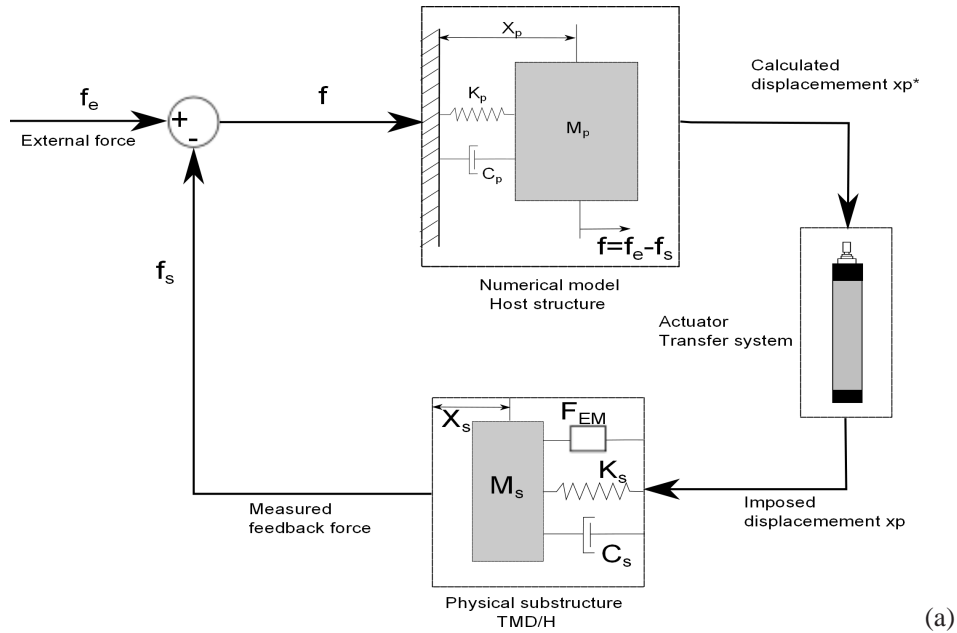 f_e
External force
+
-
f
X_p
K_p
M_p
C_p
f=f_e-f_s
Numerical model
Host structure
Calculated
displacemement xp*
Actuator
Transfer system
Imposed
displacemement xp
X_s
F_EM
K_s
M_s
C_s
Physical substructure
TMD/H
Measured
feedback force
f_s
(a)